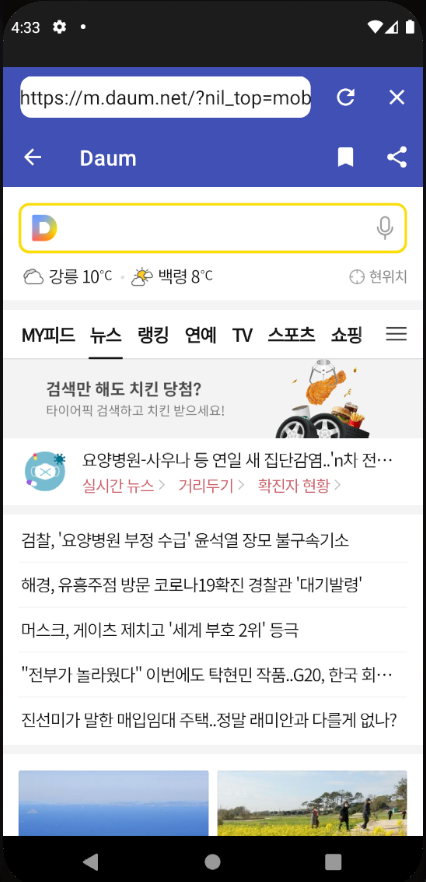 4:33
https://m.daum.net/?nil_top=mob
Daum
D
강릉 10°C 백령 8°C 현위치
MY피드 뉴스 랭킹 연예 TV 스포츠 쇼핑
검색만 해도 치킨 당첨?
타이어픽 검색하고 치킨 받으세요!
요양병원-사우나 등 연일 새 집단감염..'n차 전…
실시간 뉴스 거리두기 확진자 현황
검찰, '요양병원 부정 수급' 윤석열 장모 불구속기소
해경, 유흥주점 방문 코로나19확진 경찰관 '대기발령'
머스크, 게이츠 제치고 '세계 부호 2위' 등극
"전부가 놀라웠다" 이번에도 탁현민 작품..G20, 한국 회…
진선미가 말한 매입임대 주택..정말 래미안과 다를게 없나?